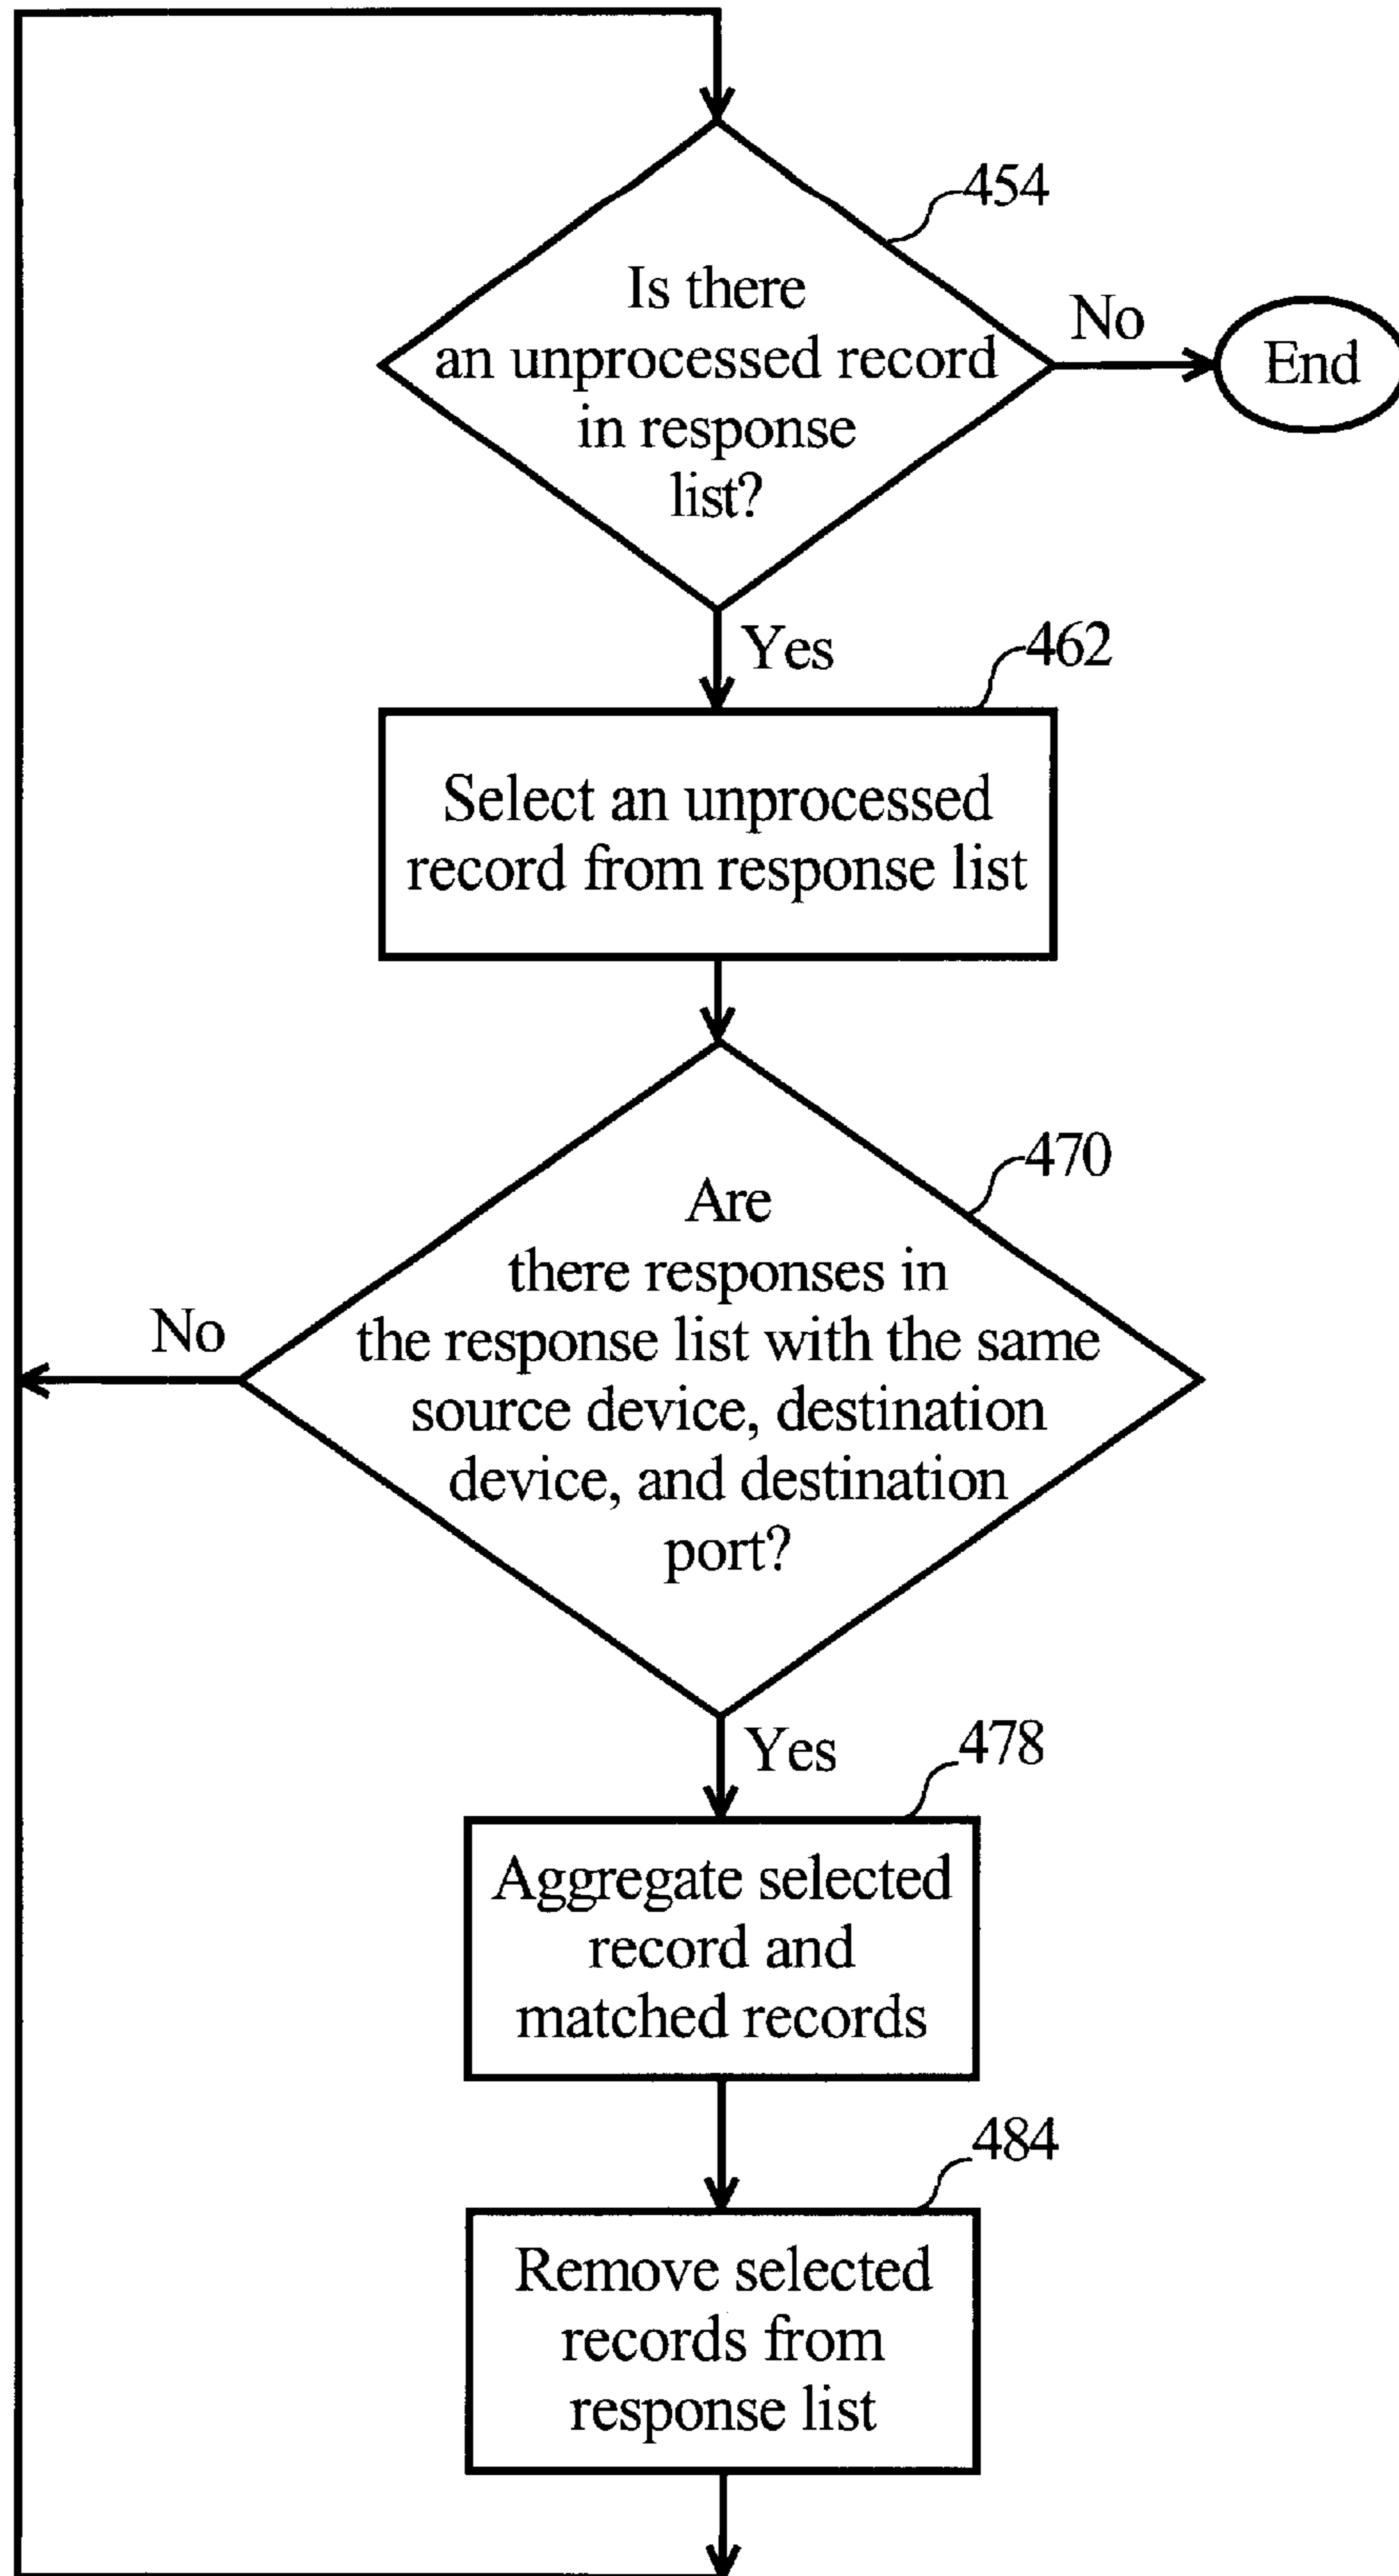 454
Is there
an unprocessed record
in response
list?
No
End
Yes
462
Select an unprocessed
record from response list
470
Are
there responses in
the response list with the same
source device, destination
device, and destination
port?
No
Yes
478
Aggregate selected
record and
matched records
484
Remove selected
records from
response list